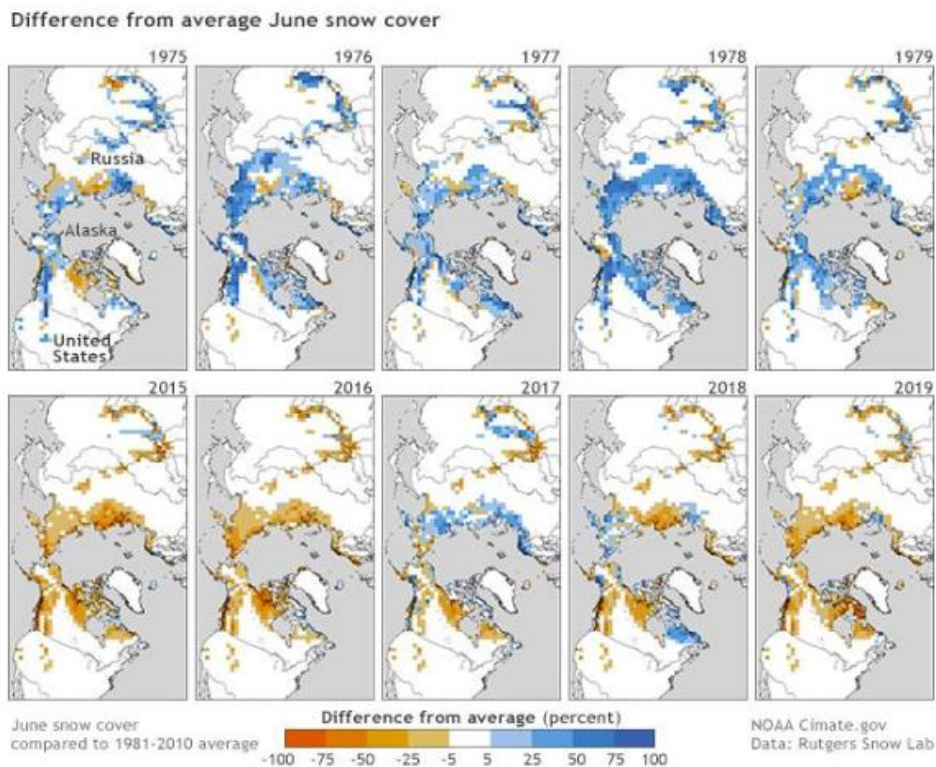 Difference from average June snow cover
1975
1976
1977
1978
1979
Russia
Alaska
United
States
2015
2016
2017
2018
2019
June snow cover
compared to 1981-2010 average
Difference from average (percent)
-100 -75 -50 -25 -5 5 25 50 75 100
NOAA Cimate.gov
Data: Rutgers Snow Lab